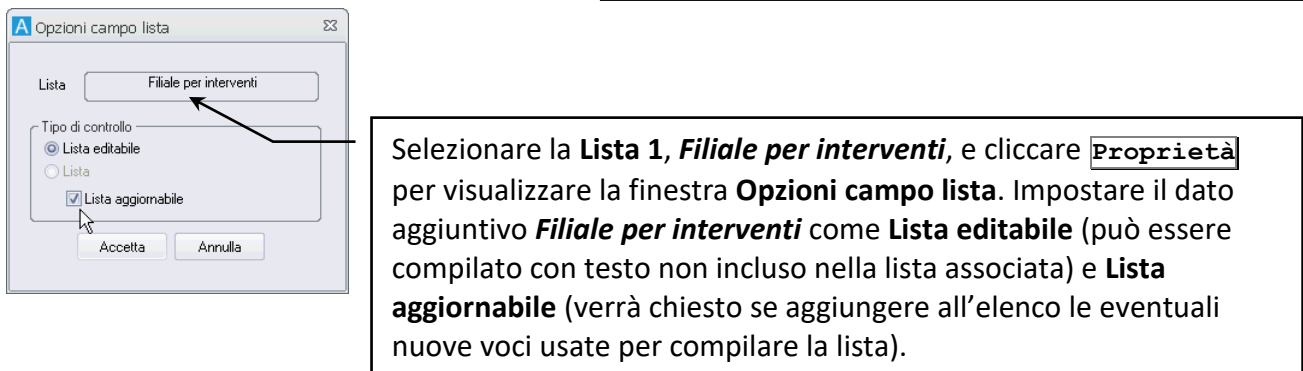 Opzioni campo lista
Lista
Filiale per interventi
Tipo di controllo
Lista editabile
Lista
Lista aggiornabile
Accetta
Annulla
Selezionare la Lista 1, Filiale per interventi, e cliccare Proprietà
per visualizzare la finestra Opzioni campo lista. Impostare il dato
aggiuntivo Filiale per interventi come Lista editabile (può essere
compilato con testo non incluso nella lista associata) e Lista
aggiornabile (verrà chiesto se aggiungere all’elenco le eventuali
nuove voci usate per compilare la lista).